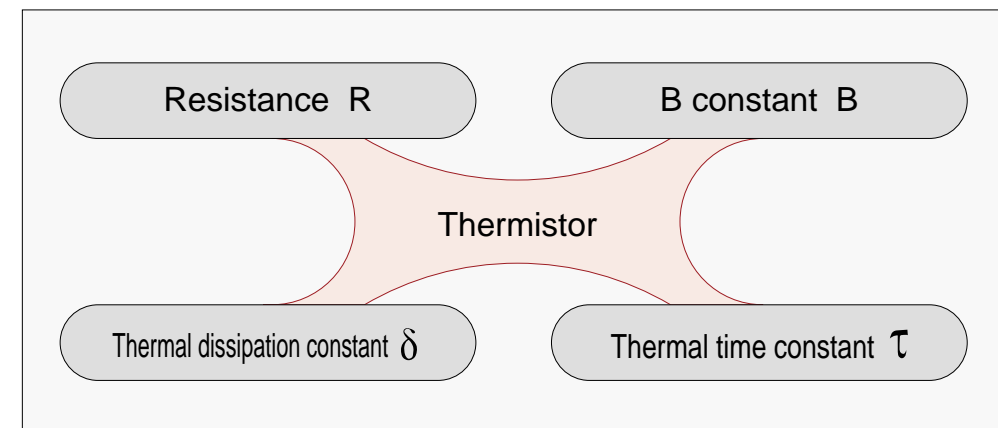 Resistance R
B constant B
Thermistor
Thermal dissipation constant δ
Thermal time constant τ